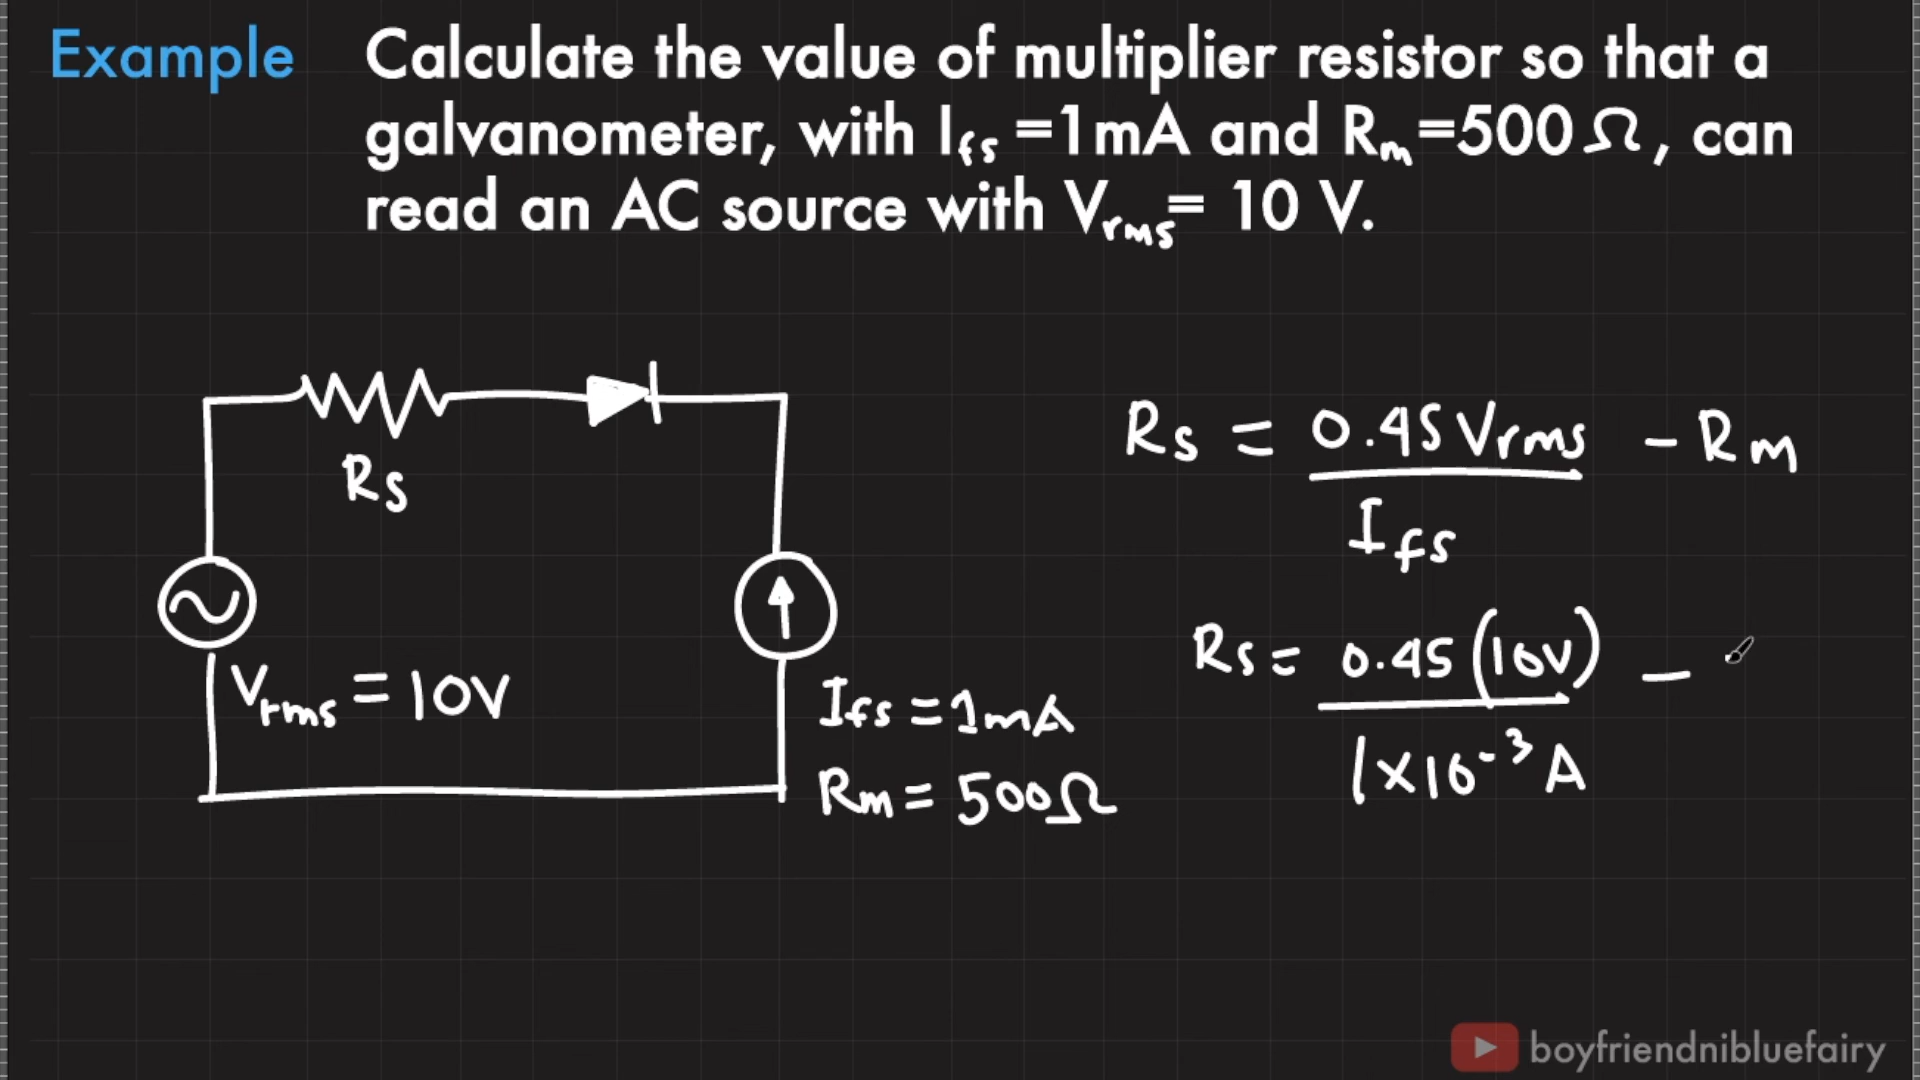 Example
Calculate the value of multiplier resistor so that a
galvanometer, with Ifs =1mA and Rm=500Ω, can
read an AC source with Vrms= 10 V.
Rs
Vrms = 10V
Ifs = 1mA
Rm = 500Ω
Rs = 0.45 Vrms - Rm
Ifs
Rs = 0.45 (10V) -
1x10-3 A
boyfriendnibluefairy